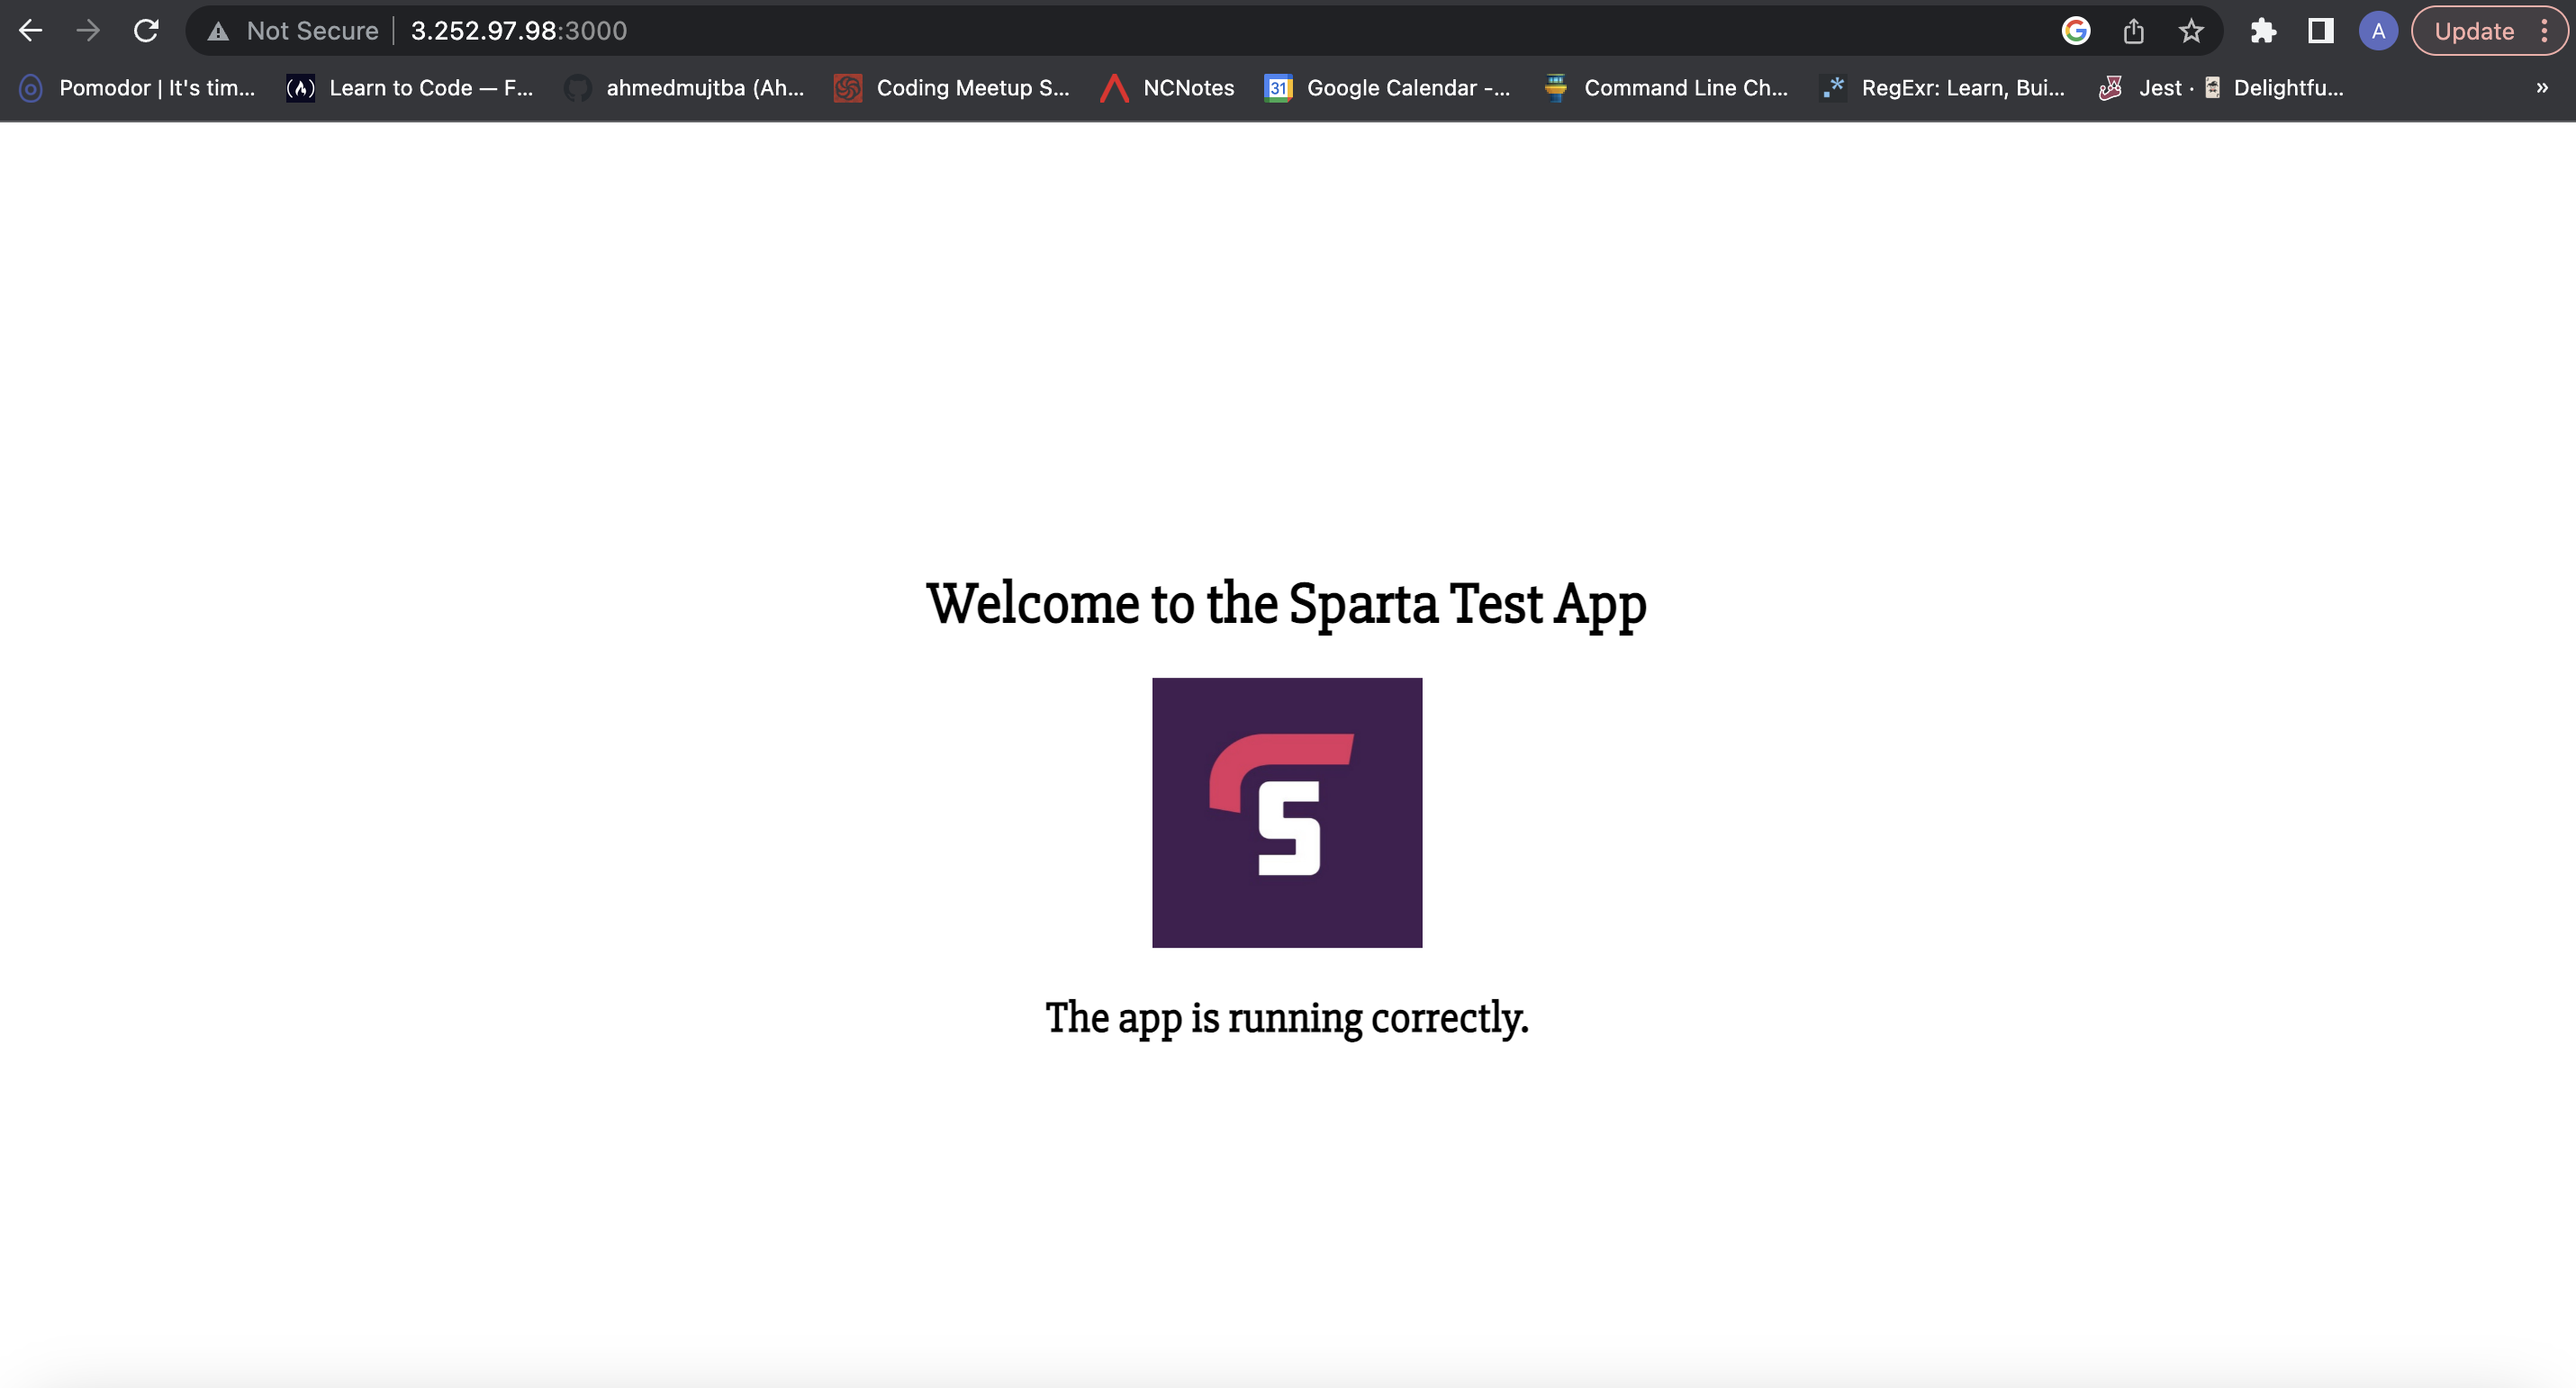 Not Secure | 3.252.97.98:3000
A
Update
Pomodor | It's tim...
Learn to Code — F...
ahmedmujtba (Ah...
Coding Meetup S...
NCNotes
31
Google Calendar -...
Command Line Ch...
RegExr: Learn, Bui...
Jest · 🃏 Delightfu...
»
Welcome to the Sparta Test App
S
The app is running correctly.